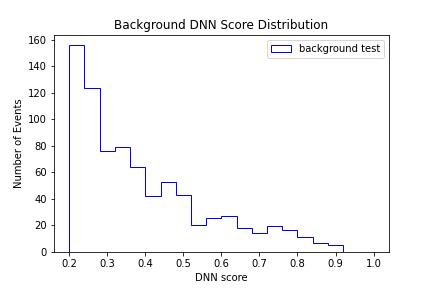 Background DNN Score Distribution
background test
Number of Events
160
140
120
100
80
60
40
20
0
0.2 0.3 0.4 0.5 0.6 0.7 0.8 0.9 1.0
DNN score